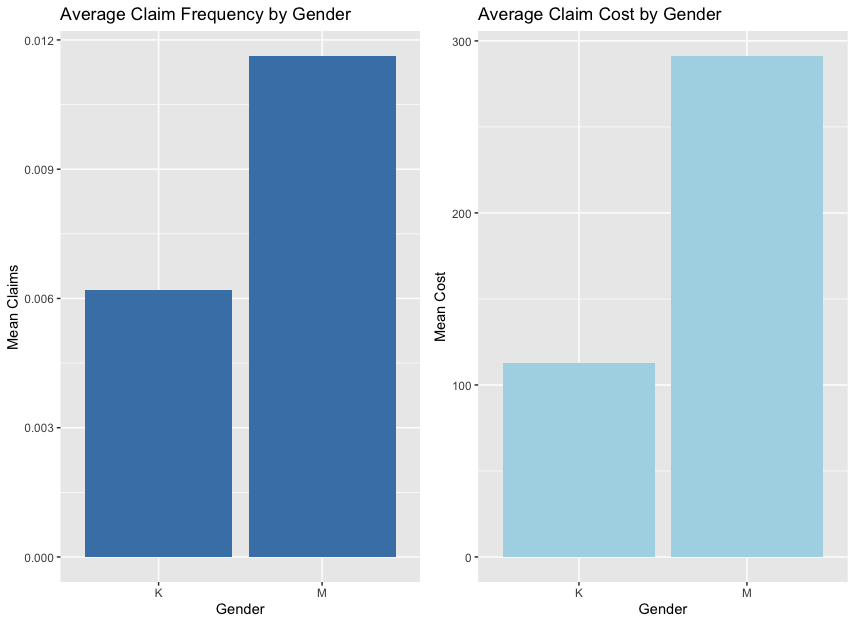 Average Claim Frequency by Gender
0.012
0.009
0.006
0.003
0.000
Mean Claims
K M
Gender
Average Claim Cost by Gender
300
200
100
0
Mean Cost
K M
Gender